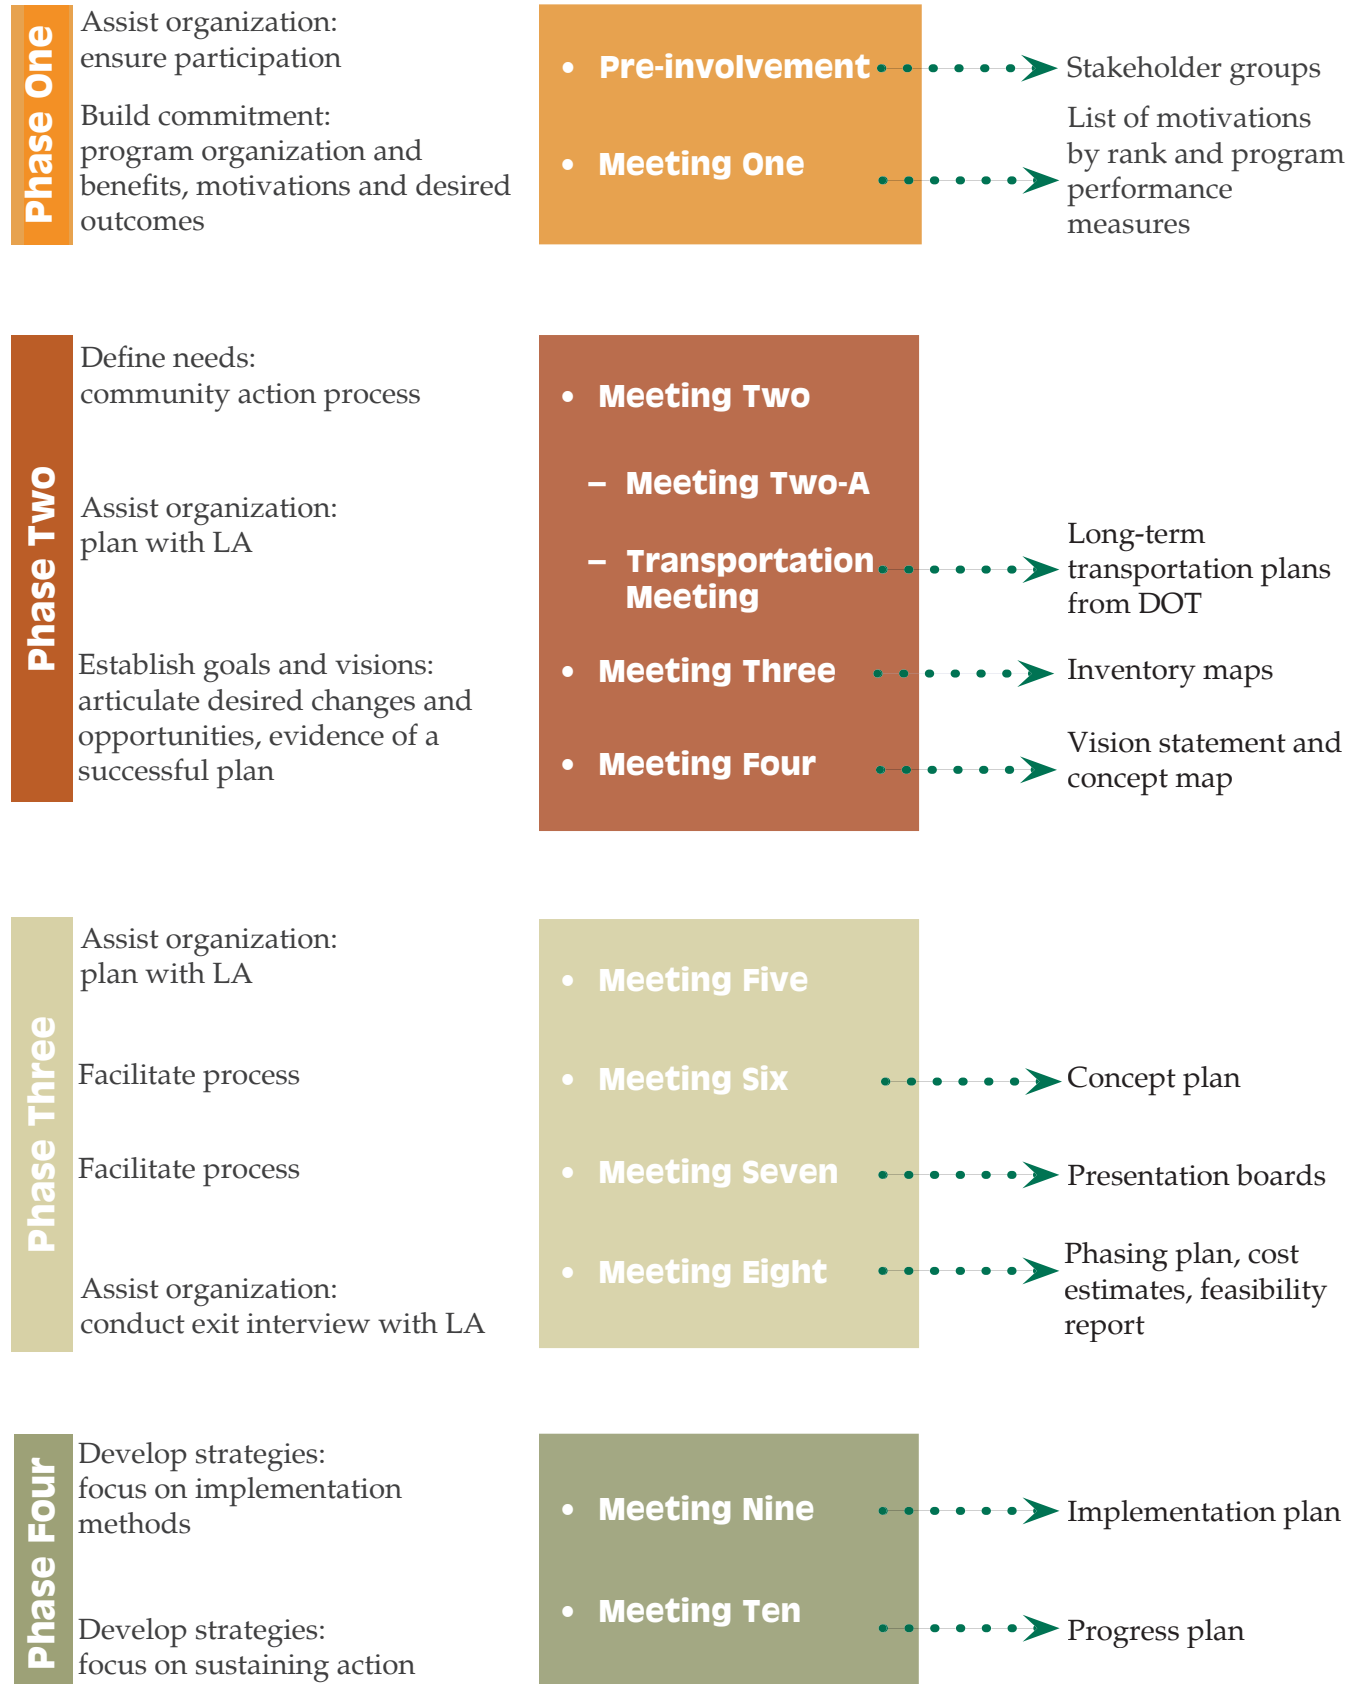 Phase One
Assist organization:
ensure participation
Build commitment:
program organization and
benefits, motivations and desired
outcomes
• Pre-involvement
• Meeting One
Stakeholder groups
List of motivations
by rank and program
performance
measures
Phase Two
Define needs:
community action process
Assist organization:
plan with LA
Establish goals and visions:
articulate desired changes and
opportunities, evidence of a
successful plan
• Meeting Two
– Meeting Two-A
– Transportation
Meeting
• Meeting Three
• Meeting Four
Long-term
transportation plans
from DOT
Inventory maps
Vision statement and
concept map
Phase Three
Assist organization:
plan with LA
Facilitate process
Facilitate process
Assist organization:
conduct exit interview with LA
• Meeting Five
• Meeting Six
• Meeting Seven
• Meeting Eight
Concept plan
Presentation boards
Phasing plan, cost
estimates, feasibility
report
Phase Four
Develop strategies:
focus on implementation
methods
Develop strategies:
focus on sustaining action
• Meeting Nine
• Meeting Ten
Implementation plan
Progress plan